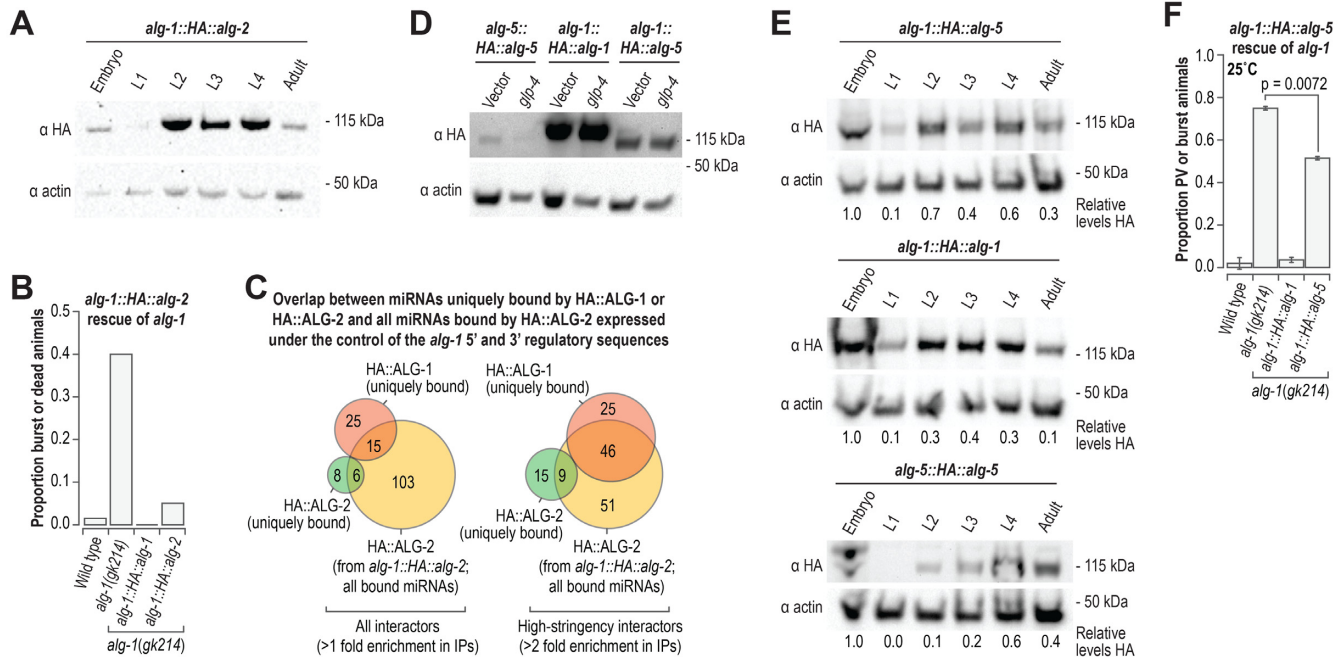 A
alg-1::HA::alg-2
Embryo L1 L2 L3 L4 Adult
α HA
- 115 kDa
α actin
- 50 kDa
B
alg-1::HA::alg-2
rescue of alg-1
Proportion burst or dead animals
0.5
0.4
0.3
0.2
0.1
0.0
Wild type
alg-1(gk214)
alg-1::HA::alg-1
alg-1::HA::alg-2
alg-1(gk214)
C
Overlap between miRNAs uniquely bound by HA::ALG-1 or
HA::ALG-2 and all miRNAs bound by HA::ALG-2 expressed
under the control of the alg-1 5' and 3' regulatory sequences
HA::ALG-1
(uniquely bound)
25
15
8 6 103
HA::ALG-2
(uniquely bound)
HA::ALG-2
(from alg-1::HA::alg-2;
all bound miRNAs)
All interactors
(>1 fold enrichment in IPs)
HA::ALG-1
(uniquely bound)
25
46
15 9
51
HA::ALG-2
(uniquely bound)
HA::ALG-2
(from alg-1::HA::alg-2;
all bound miRNAs)
High-stringency interactors
(>2 fold enrichment in IPs)
D
alg-5::
HA::alg-5
alg-1::
HA::alg-1
alg-1::
HA::alg-5
Vector glp-4 Vector glp-4 Vector glp-4
α HA
- 115 kDa
- 50 kDa
α actin
E
alg-1::HA::alg-5
Embryo L1 L2 L3 L4 Adult
α HA
- 115 kDa
α actin
- 50 kDa
1.0 0.1 0.7 0.4 0.6 0.3
Relative
levels HA
alg-1::HA::alg-1
Embryo L1 L2 L3 L4 Adult
α HA
- 115 kDa
α actin
- 50 kDa
1.0 0.1 0.3 0.4 0.3 0.1
Relative
levels HA
alg-5::HA::alg-5
Embryo L1 L2 L3 L4 Adult
α HA
- 115 kDa
α actin
- 50 kDa
1.0 0.0 0.1 0.2 0.6 0.4
Relative
levels HA
F
alg-1::HA::alg-5
rescue of alg-1
25˚C
p = 0.0072
Proportion PV or burst animals
1.0
0.8
0.6
0.4
0.2
0.0
Wild type
alg-1(gk214)
alg-1::HA::alg-1
alg-1::HA::alg-5
alg-1(gk214)